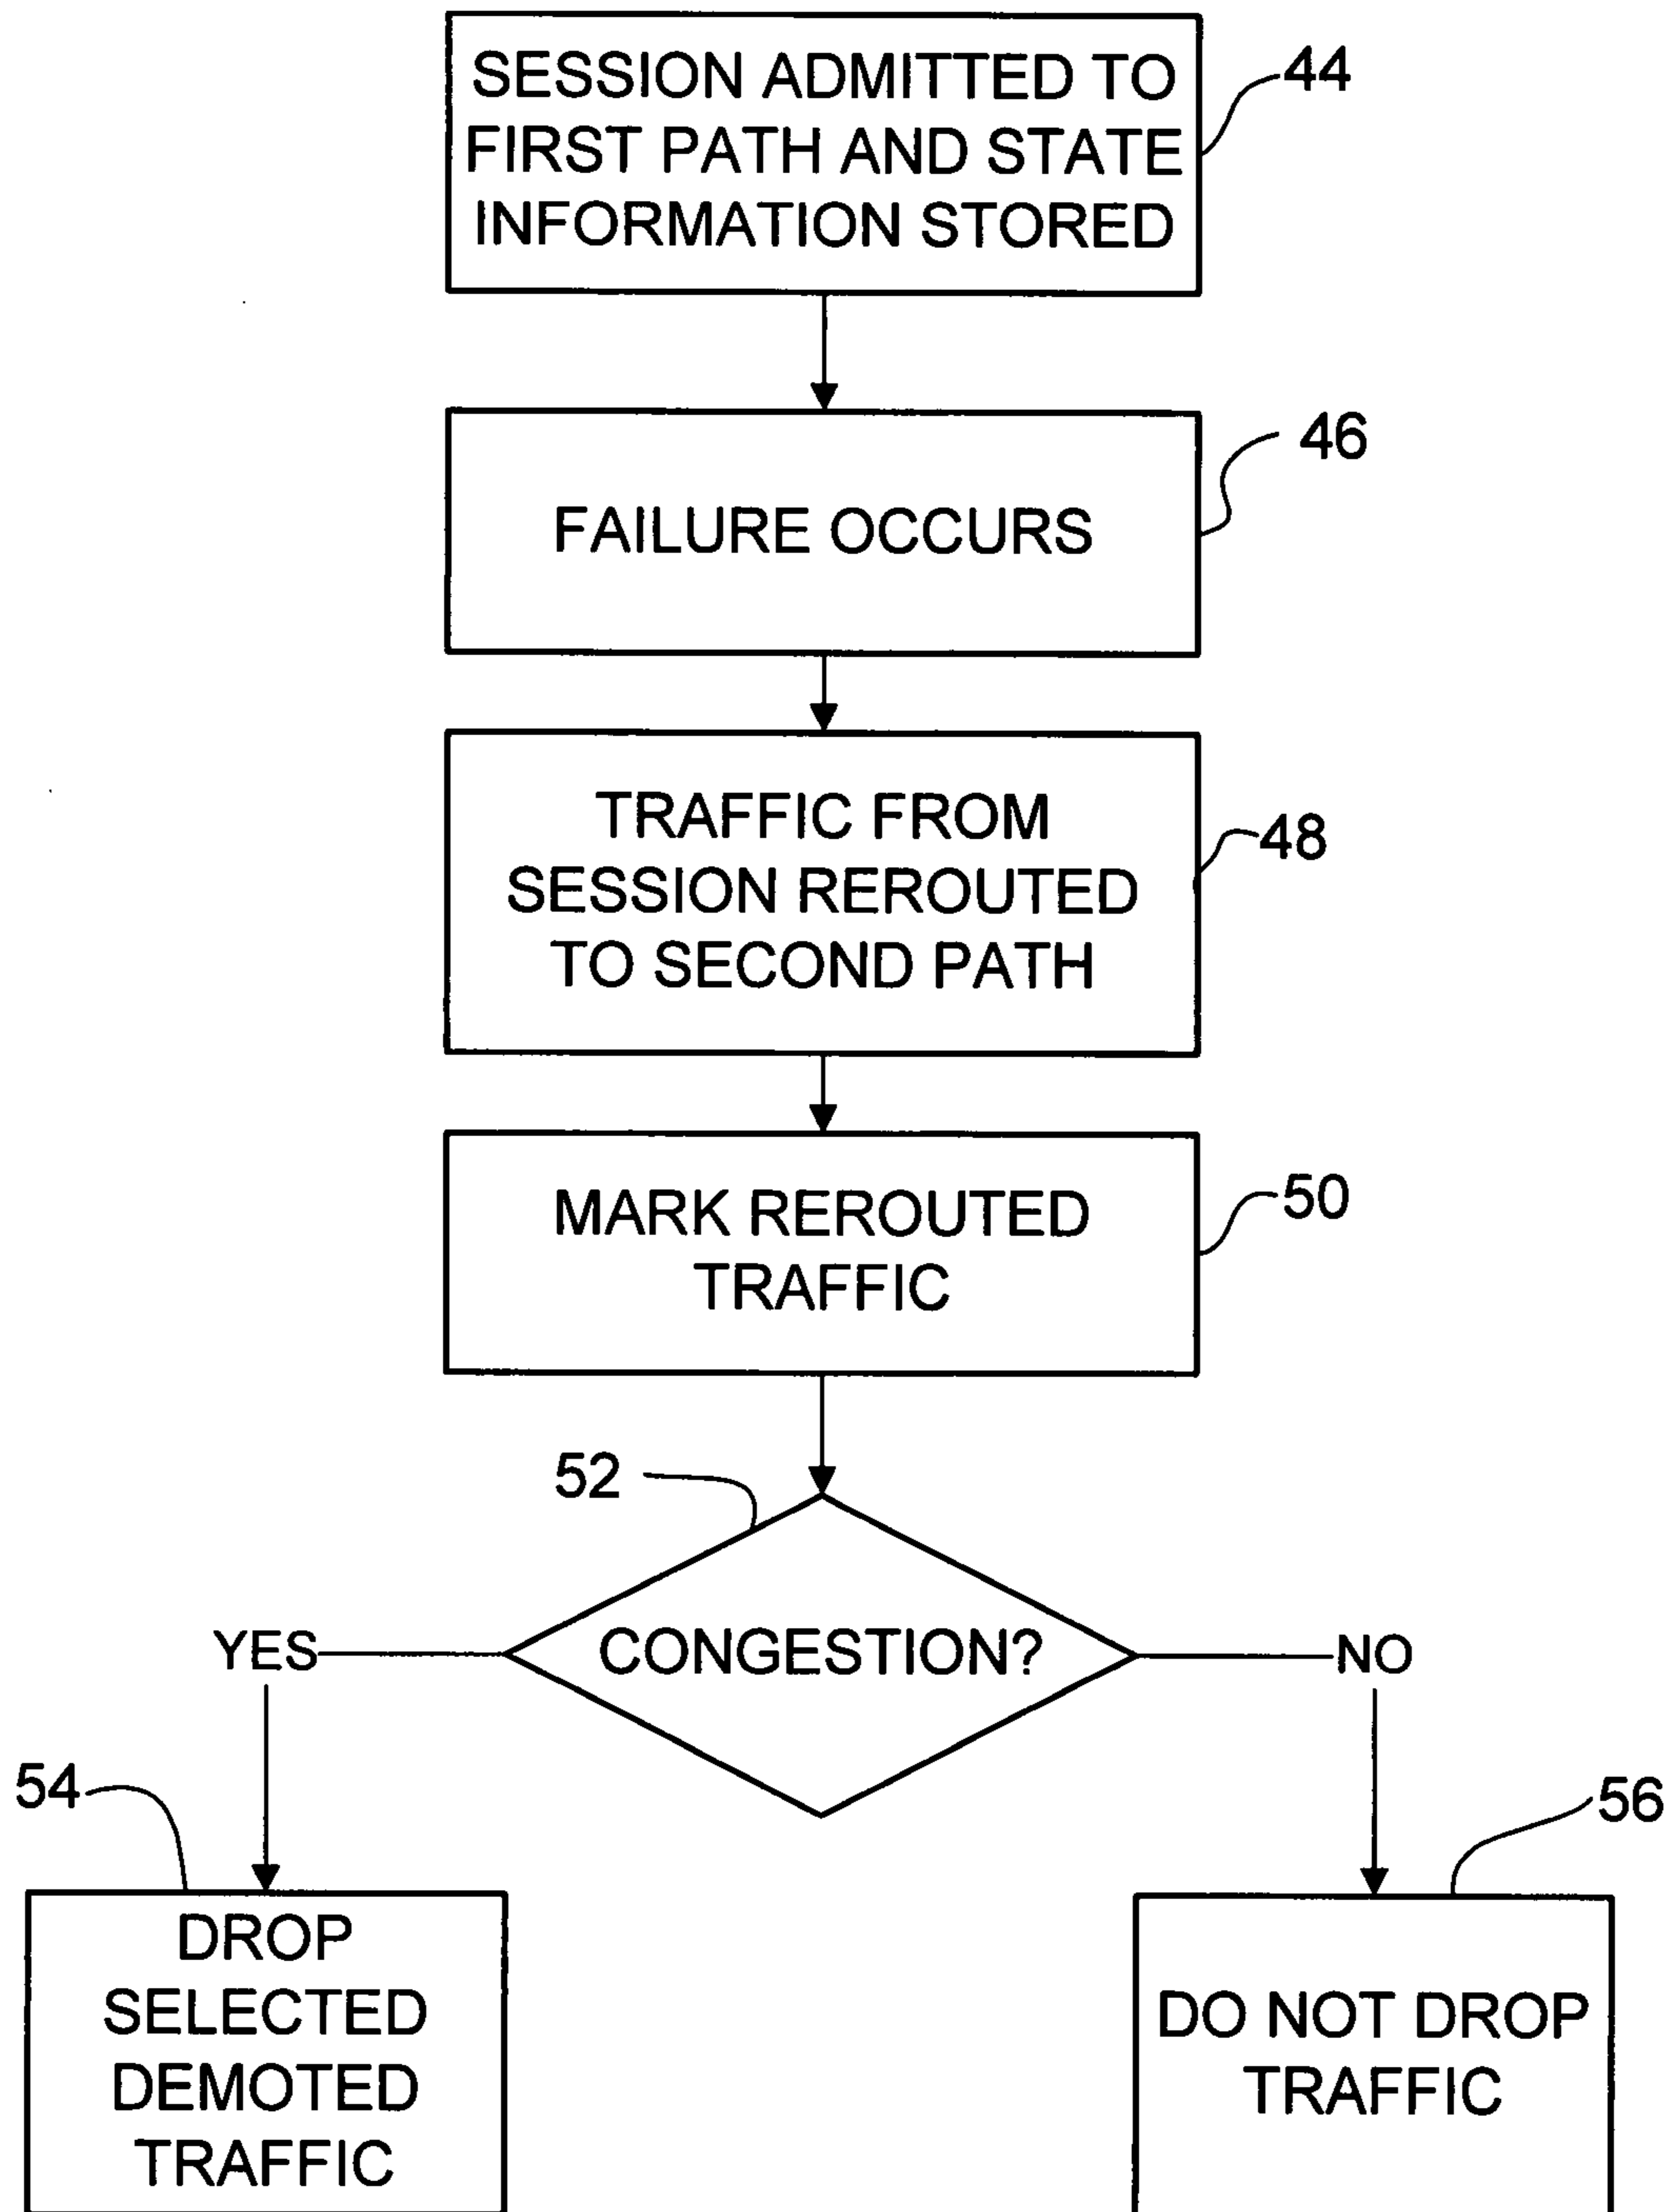 SESSION ADMITTED TO
FIRST PATH AND STATE
INFORMATION STORED
44
FAILURE OCCURS
46
TRAFFIC FROM
SESSION REROUTED
TO SECOND PATH
48
MARK REROUTED
TRAFFIC
50
52
CONGESTION?
YES
NO
54
56
DROP
SELECTED
DEMOTED
TRAFFIC
DO NOT DROP
TRAFFIC